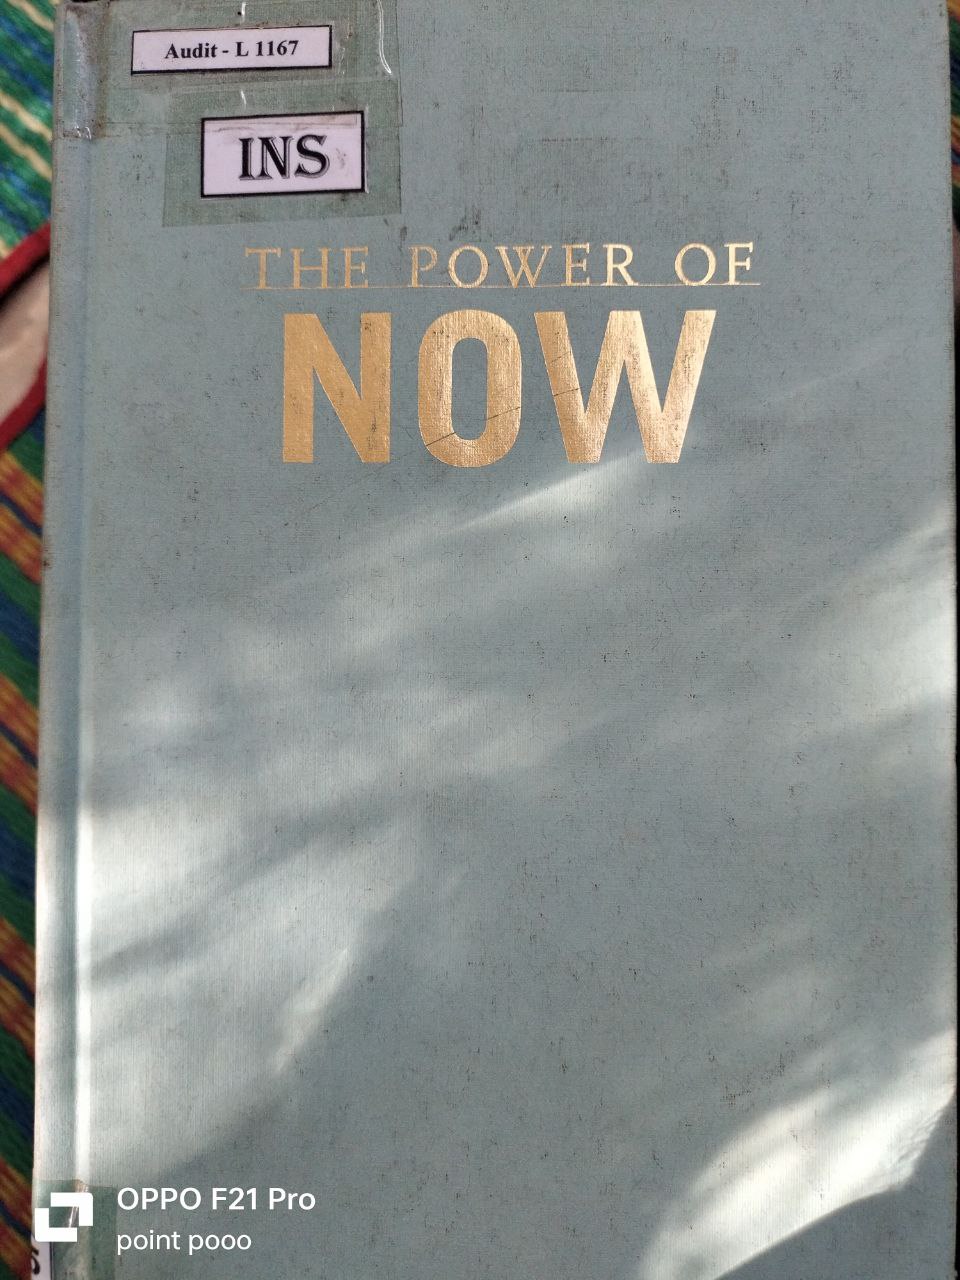 Audit - L 1167
INS
THE POWER OF
NOW
OPPO F21 Pro
point pooo